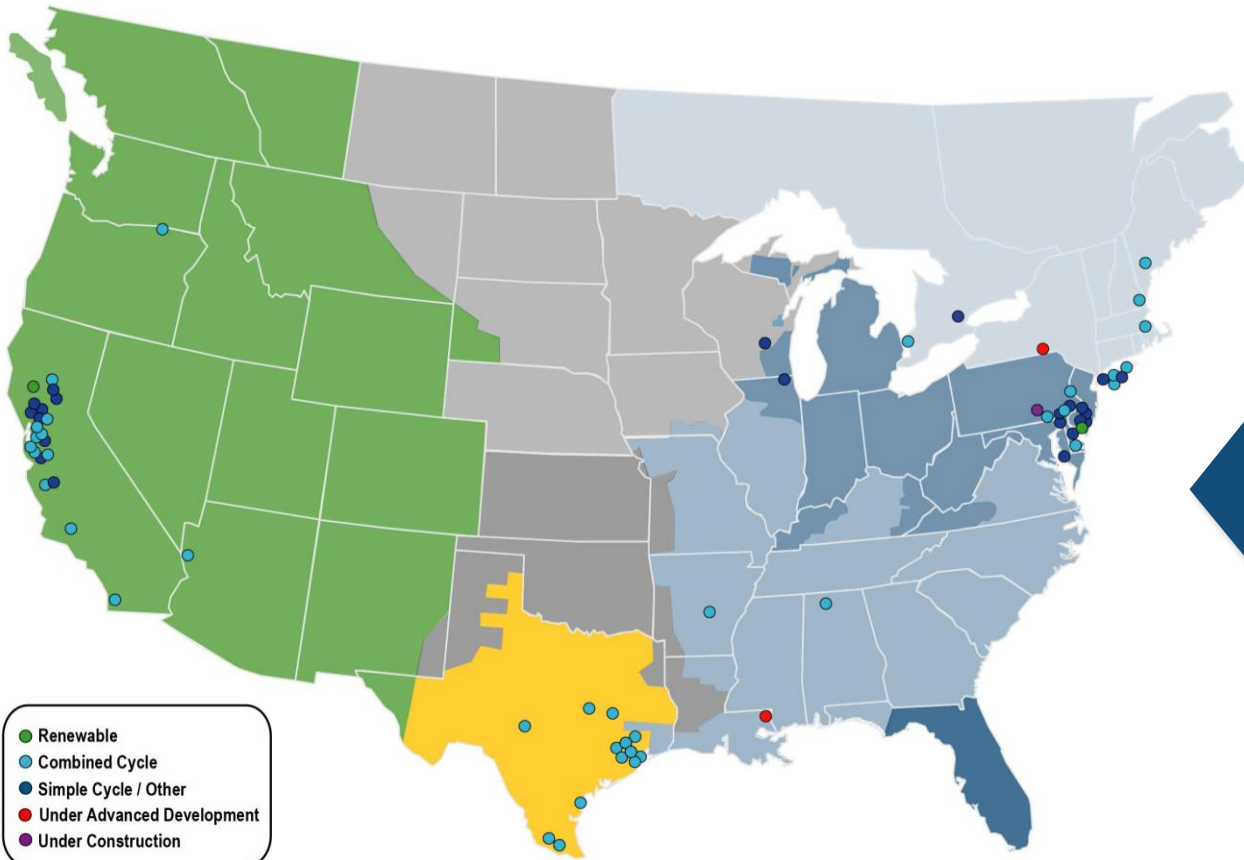 Renewable
Combined Cycle
Simple Cycle / Other
Under Advanced Development
Under Construction